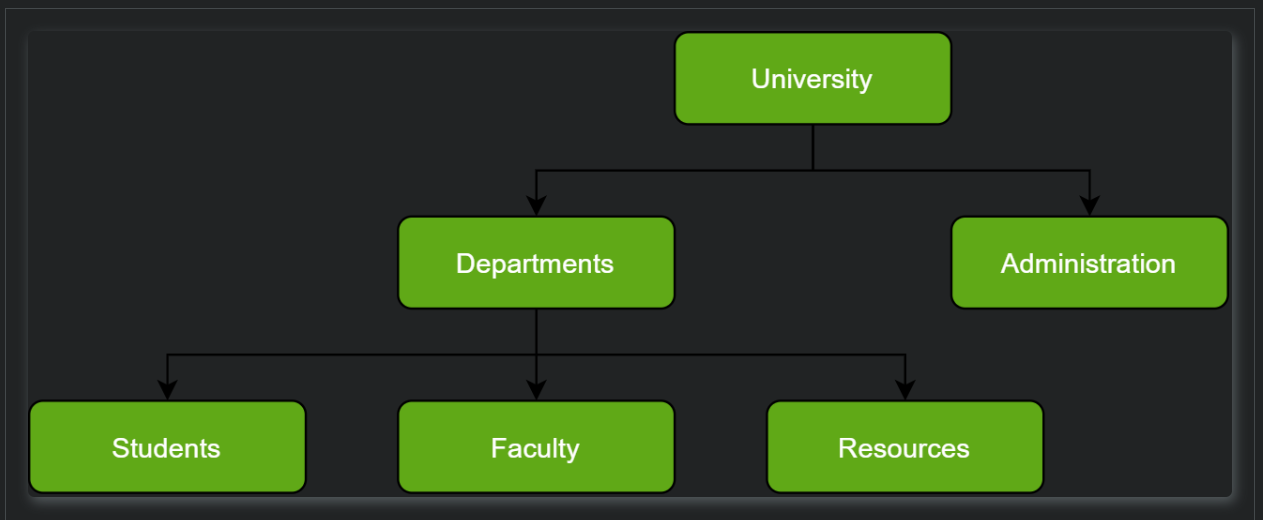 University
Departments
Administration
Students
Faculty
Resources